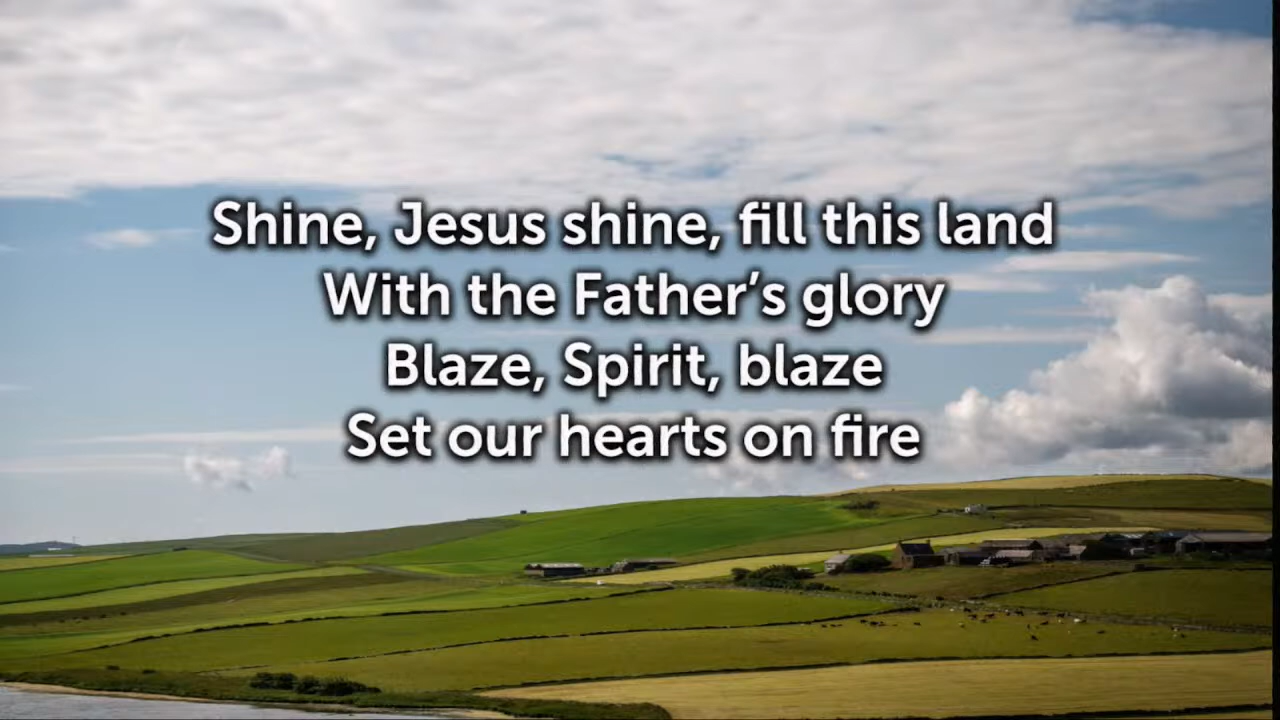 Shine, Jesus shine, fill this land
With the Father’s glory
Blaze, Spirit, blaze
Set our hearts on fire